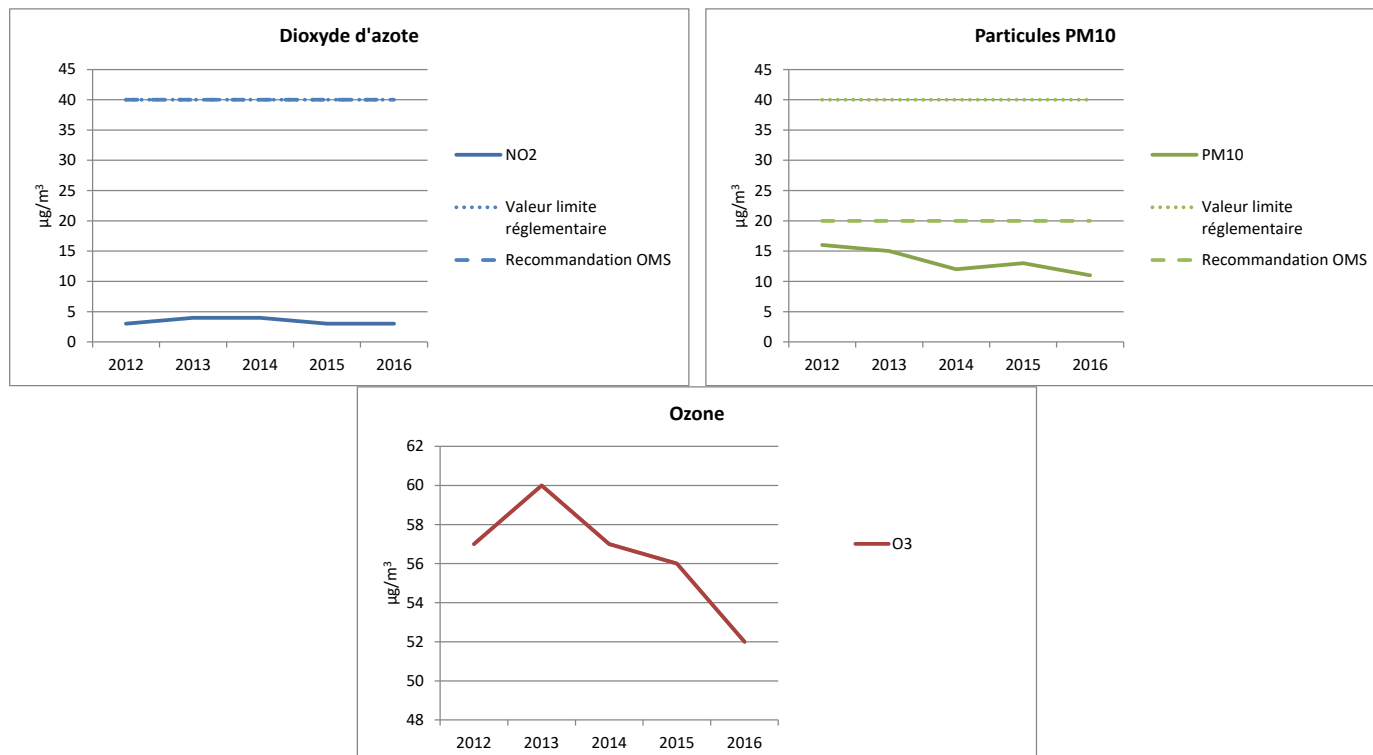 Dioxyde d'azote
45
40
35
30
25
20
15
10
5
0
µg/m³
2012 2013 2014 2015 2016
NO2
Valeur limite
réglementaire
Recommandation OMS
Particules PM10
45
40
35
30
25
20
15
10
5
0
µg/m³
2012 2013 2014 2015 2016
PM10
Valeur limite
réglementaire
Recommandation OMS
Ozone
62
60
58
56
54
52
50
48
µg/m³
2012 2013 2014 2015 2016
O3